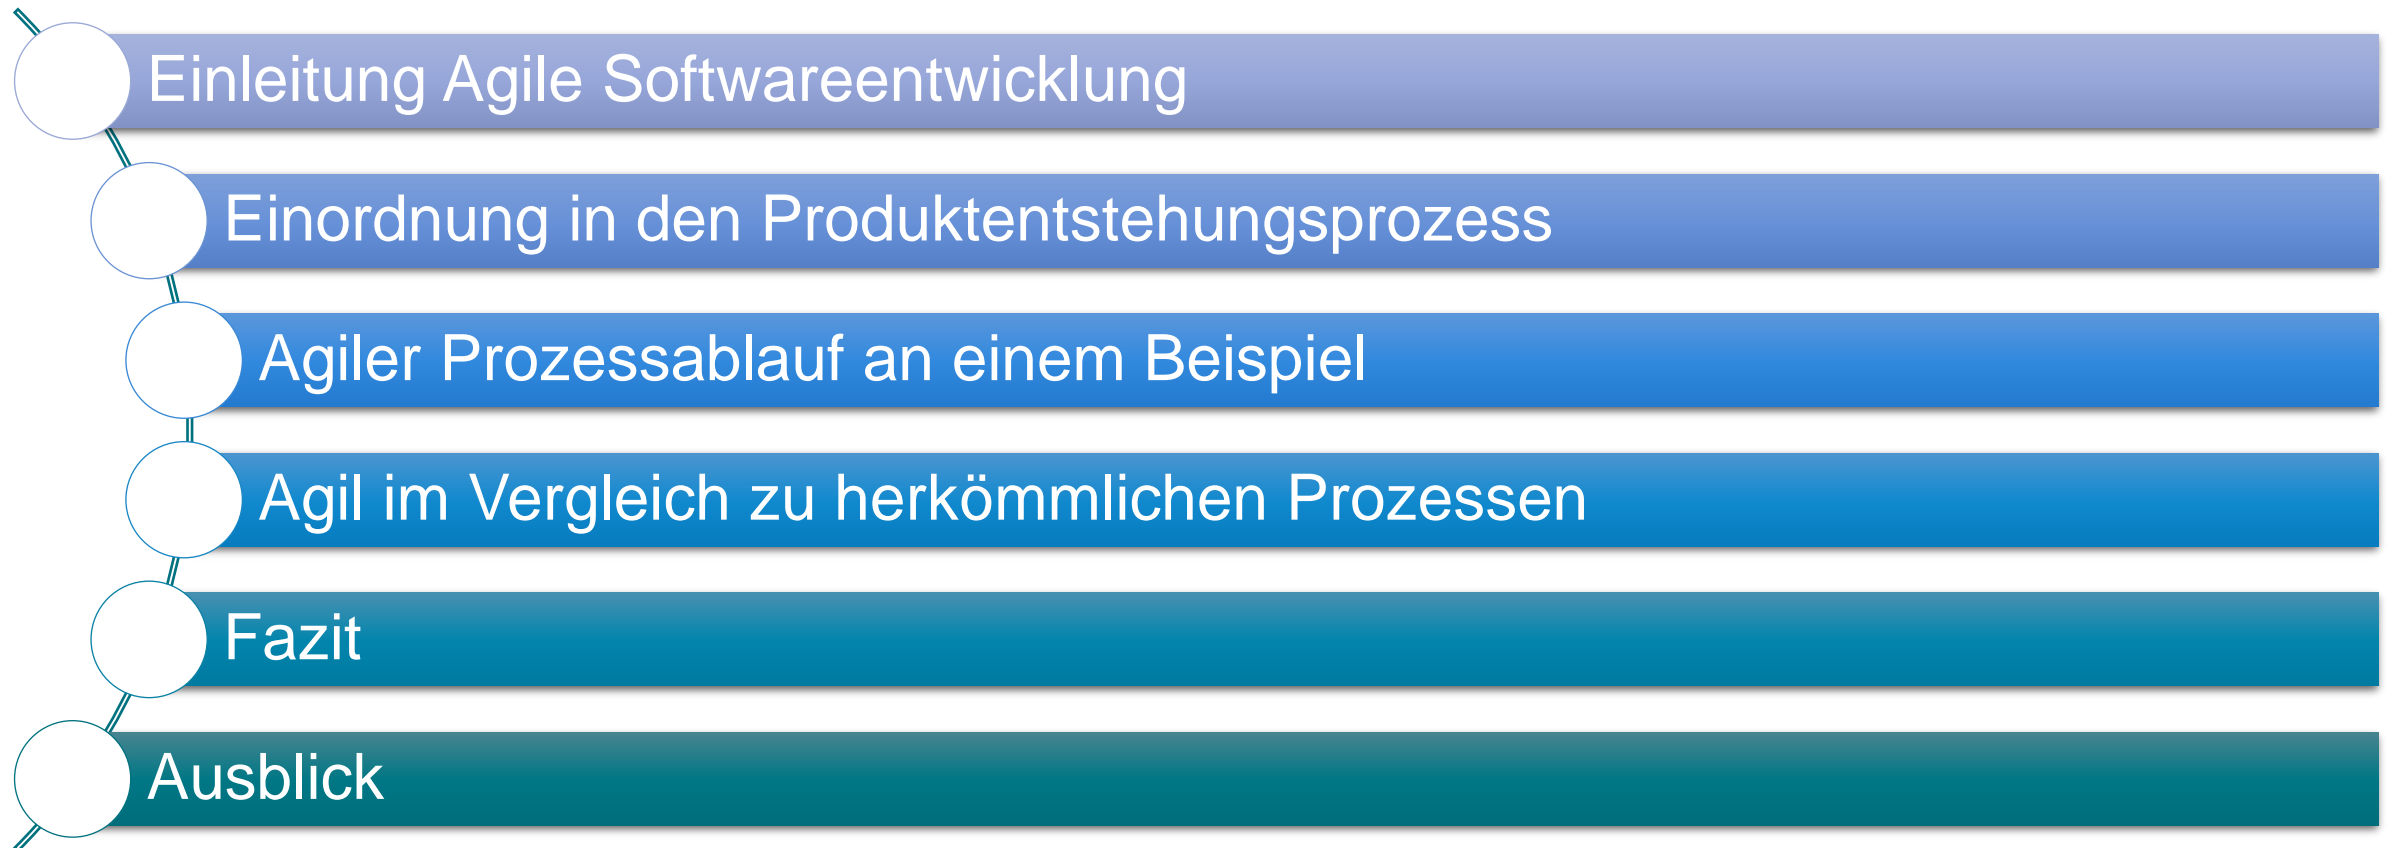 Einleitung Agile Softwareentwicklung
Einordnung in den Produktentstehungsprozess
Agiler Prozessablauf an einem Beispiel
Agil im Vergleich zu herkömmlichen Prozessen
Fazit
Ausblick